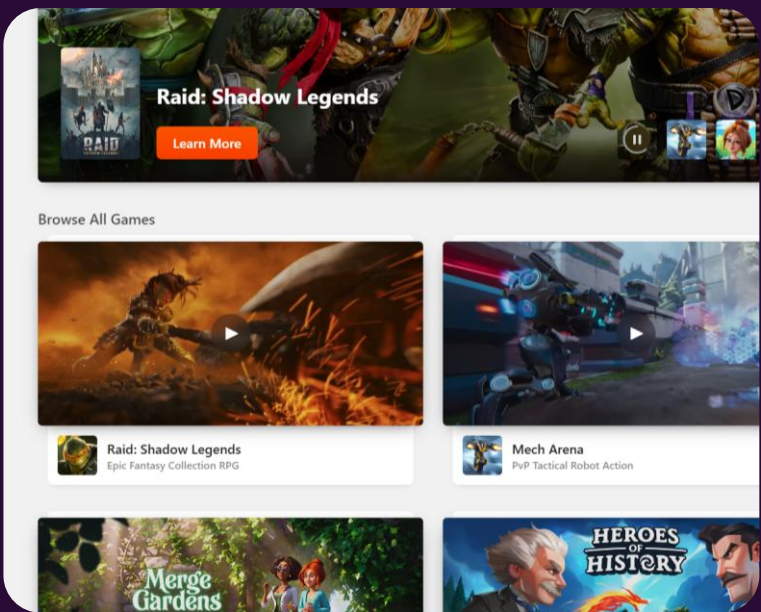 Raid: Shadow Legends
RAID
Learn More
Browse All Games
Raid: Shadow Legends
Epic Fantasy Collection RPG
Mech Arena
PvP Tactical Robot Action
Merge
Gardens
HEROES
OF
HISTORY